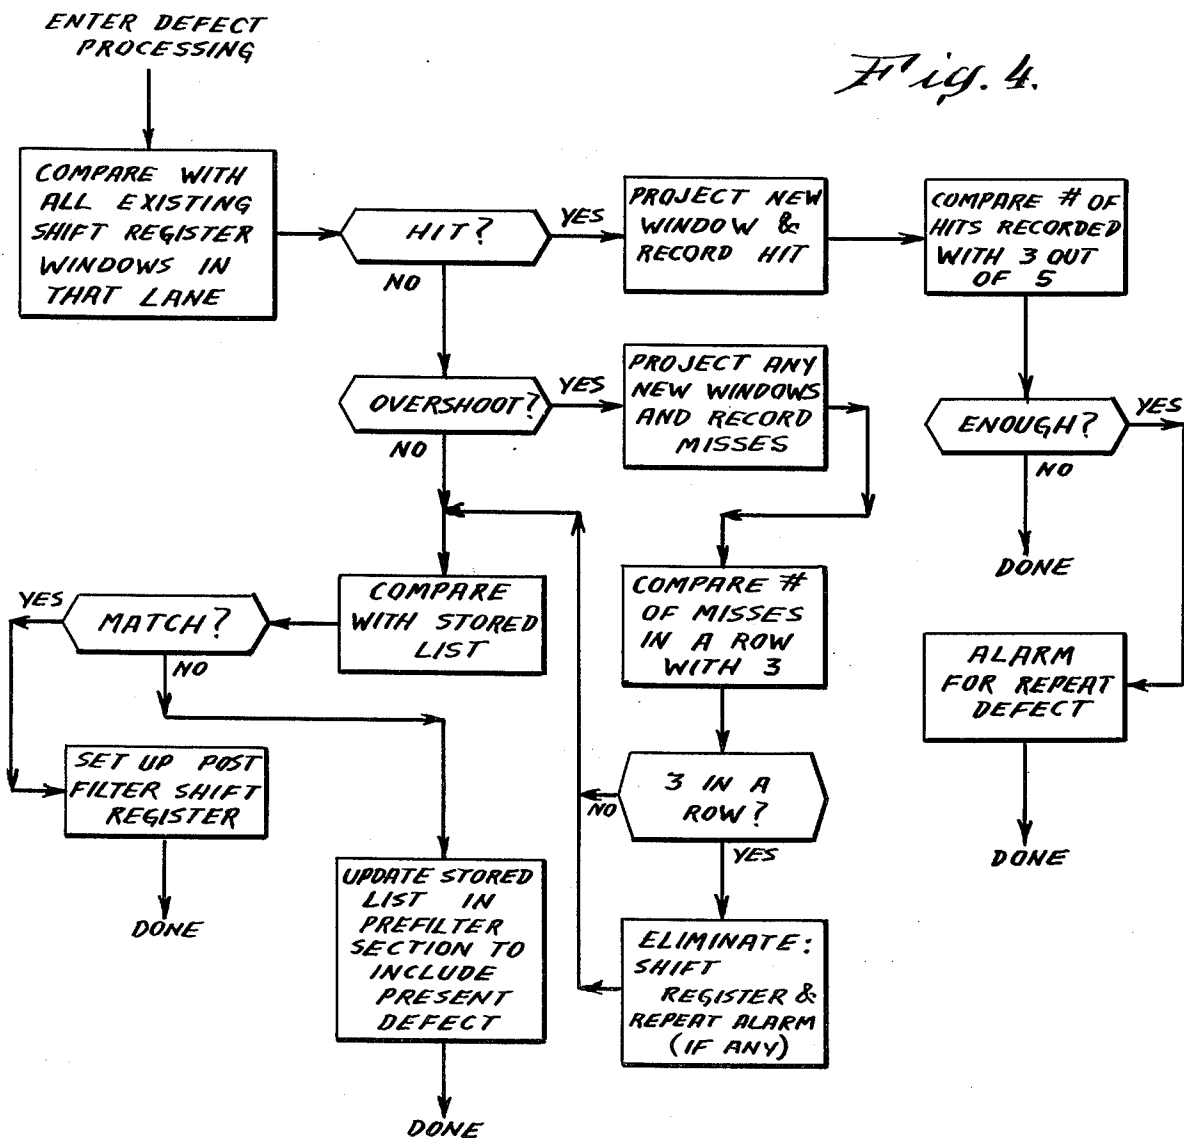 ENTER DEFECT
PROCESSING
Fig. 4.
COMPARE WITH
ALL EXISTING
SHIFT REGISTER
WINDOWS IN
THAT LANE
HIT?
YES
NO
PROJECT NEW
WINDOW &
RECORD HIT
COMPARE # OF
HITS RECORDED
WITH 3 OUT
OF 5
OVERSHOOT?
YES
NO
PROJECT ANY
NEW WINDOWS
AND RECORD
MISSES
ENOUGH?
YES
NO
DONE
COMPARE
WITH STORED
LIST
MATCH?
YES
NO
COMPARE #
OF MISSES
IN A ROW
WITH 3
ALARM
FOR REPEAT
DEFECT
DONE
SET UP POST
FILTER SHIFT
REGISTER
DONE
3 IN A
ROW?
NO
YES
UPDATE STORED
LIST IN
PREFILTER
SECTION TO
INCLUDE
PRESENT
DEFECT
DONE
ELIMINATE:
SHIFT
REGISTER &
REPEAT ALARM
(IF ANY)